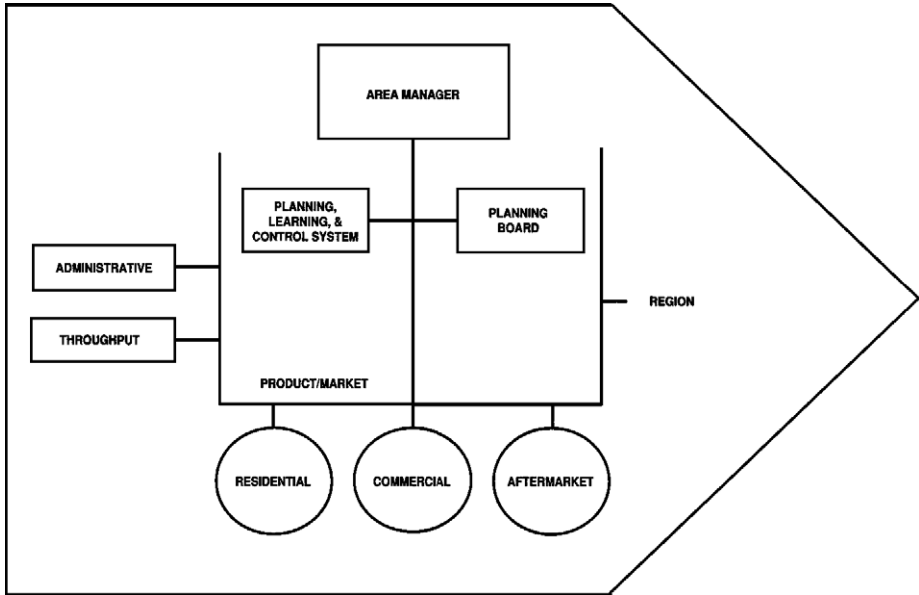 AREA MANAGER
PLANNING,
LEARNING, &
CONTROL SYSTEM
PLANNING
BOARD
ADMINISTRATIVE
REGION
THROUGHPUT
PRODUCT/MARKET
RESIDENTIAL
COMMERCIAL
AFTERMARKET